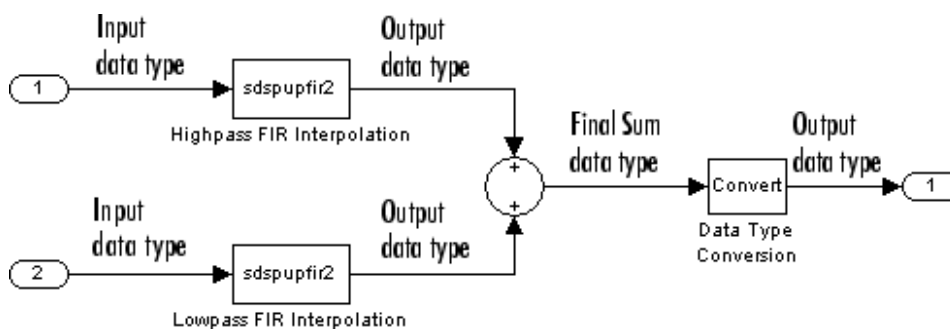 Input
data type
Output
data type
1
sdspupfir2
Highpass FIR Interpolation
+
+
Final Sum
data type
Convert
Data Type
Conversion
Output
data type
1
Input
data type
Output
data type
2
sdspupfir2
Lowpass FIR Interpolation